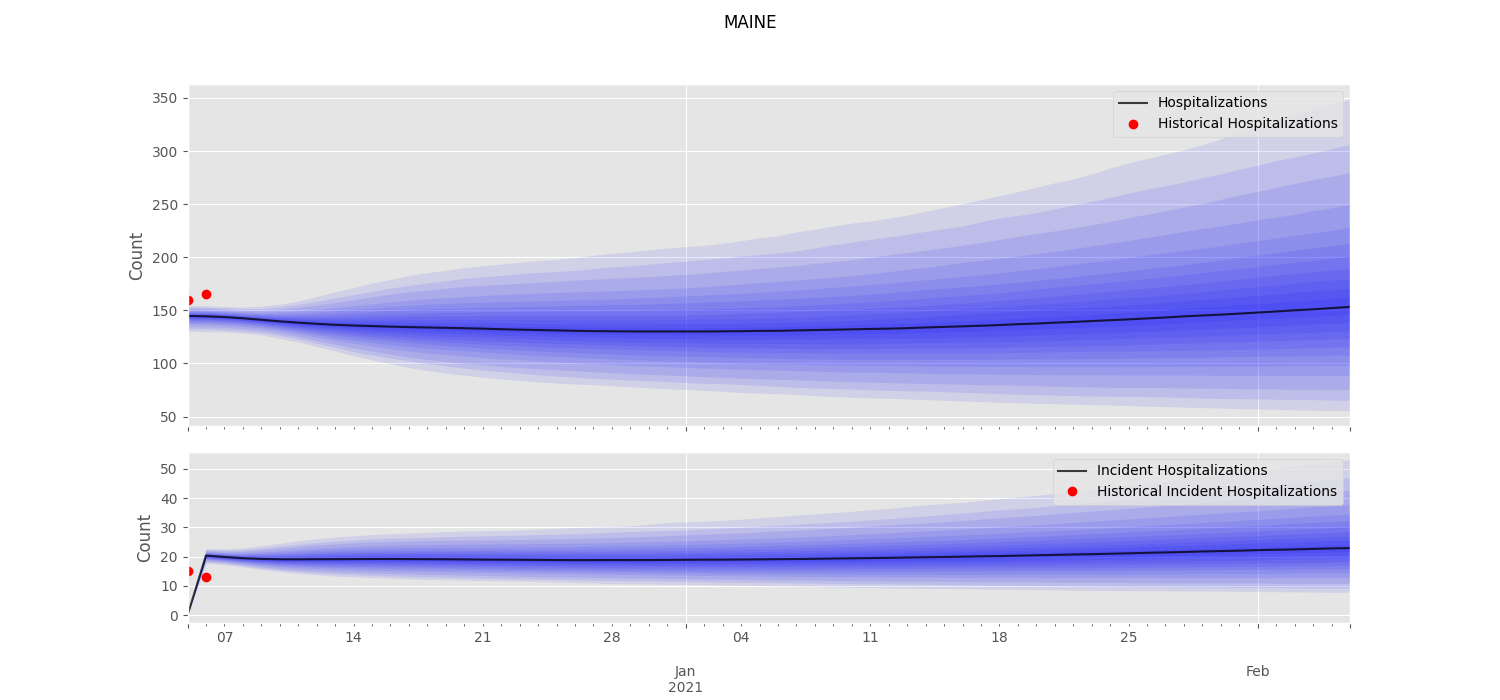 MAINE
Count
350
300
250
200
150
100
50
Hospitalizations
Historical Hospitalizations
Count
50
40
30
20
10
0
Incident Hospitalizations
Historical Incident Hospitalizations
07 14 21 28 04 11 18 25
Jan Feb
2021